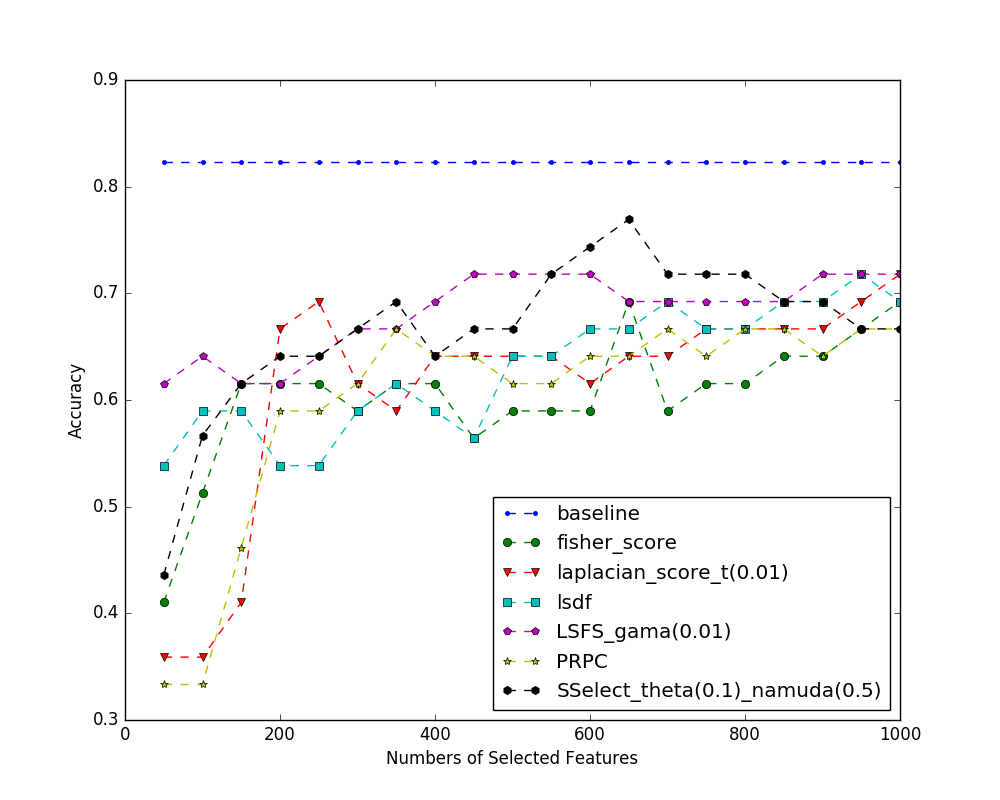 0.9
0.8
0.7
0.6
0.5
0.4
0.3
Accuracy
baseline
fisher_score
laplacian_score_t(0.01)
lsdf
LSFS_gama(0.01)
PRPC
SSelect_theta(0.1)_namuda(0.5)
0 200 400 600 800 1000
Numbers of Selected Features